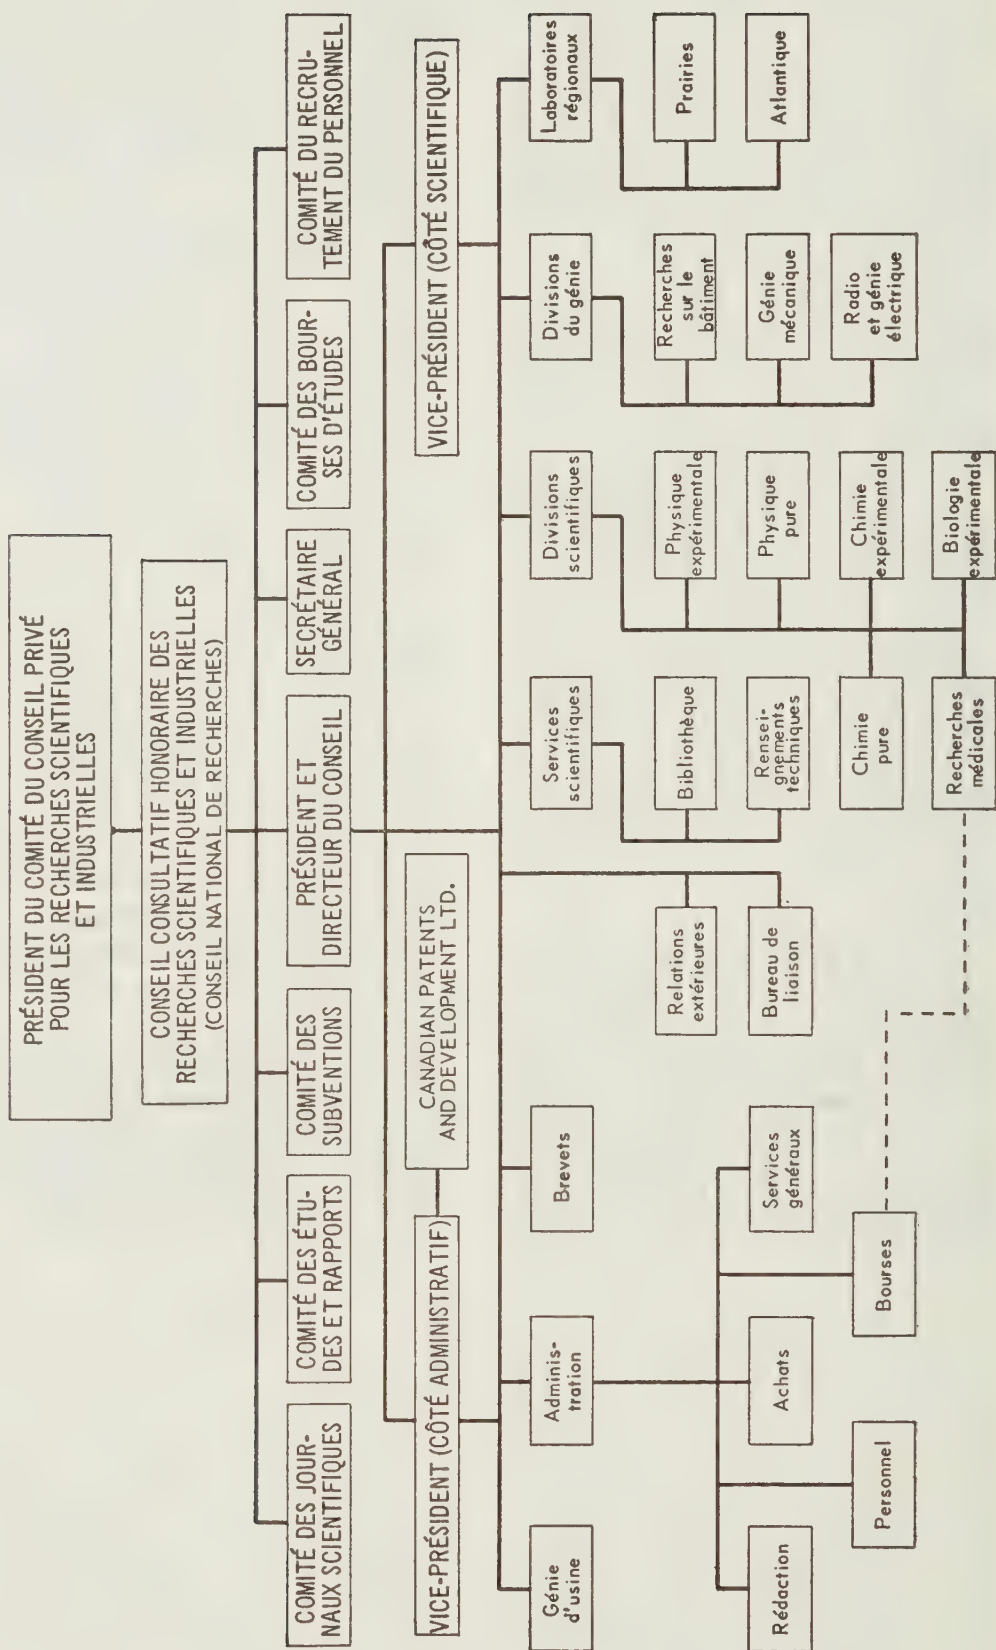 PRÉSIDENT DU COMITÉ DU CONSEIL PRIVÉ
POUR LES RECHERCHES SCIENTIFIQUES
ET INDUSTRIELLES
CONSEIL CONSULTATIF HONORAIRE DES
RECHERCHES SCIENTIFIQUES ET INDUSTRIELLES
(CONSEIL NATIONAL DE RECHERCHES)
COMITÉ DES JOUR-
NAUX SCIENTIFIQUES
COMITÉ DES ÉTU-
DES ET RAPPORTS
COMITÉ DES
SUBVENTIONS
PRÉSIDENT ET
DIRECTEUR DU CONSEIL
SECRÉTAIRE
GÉNÉRAL
COMITÉ DES BOUR-
SES D'ÉTUDES
COMITÉ DU RECRU-
TEMENT DU PERSONNEL
VICE-PRÉSIDENT (CÔTÉ ADMINISTRATIF)
CANADIAN PATENTS
AND DEVELOPMENT LTD.
VICE-PRÉSIDENT (CÔTÉ SCIENTIFIQUE)
Génie
d'usine
Adminis-
tration
Brevets
Services
scientifiques
Divisions
scientifiques
Divisions
du génie
Laboratoires
régionaux
Relations
extérieures
Bibliothèque
Physique
expérimentale
Recherches
sur le
bâtiment
Prairies
Rédaction
Achats
Services
généraux
Bureau de
liaison
Rensei-
gnements
techniques
Physique
pure
Génie
mécanique
Atlantique
Personnel
Bourses
Chimie
pure
Chimie
expérimentale
Radio
et génie
électrique
Recherches
médicales
Biologie
expérimentale